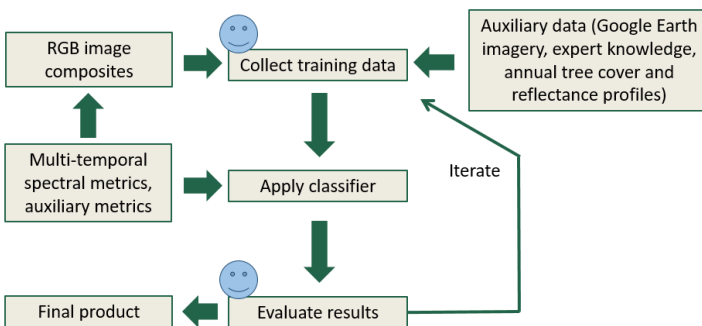 RGB image
composites
Collect training data
Auxiliary data (Google Earth
imagery, expert knowledge,
annual tree cover and
reflectance profiles)
Multi-temporal
spectral metrics,
auxiliary metrics
Apply classifier
Iterate
Final product
Evaluate results